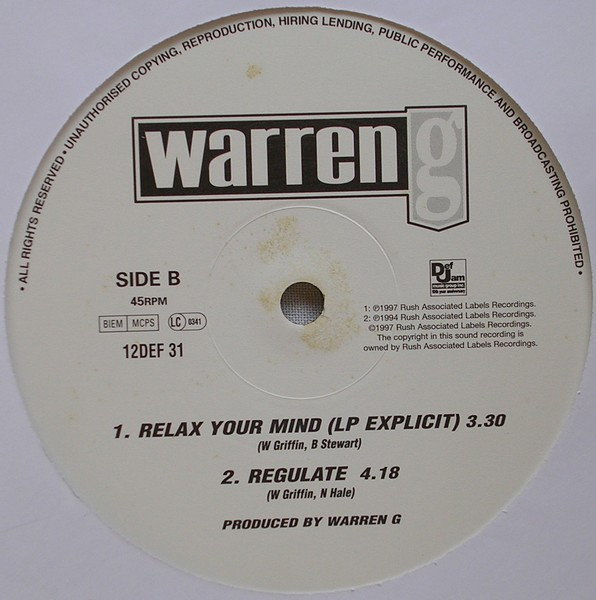 • ALL RIGHTS RESERVED • UNAUTHORISED COPYING, REPRODUCTION, HIRING LENDING, PUBLIC PERFORMANCE AND BROADCASTING PROHIBITED •
warren g
SIDE B
45RPM
BIEM MCPS LC 0341
12DEF 31
Def Jam
music group inc
1: ℗1997 Rush Associated Labels Recordings.
2: ℗1994 Rush Associated Labels Recordings.
©1997 Rush Associated Labels Recordings.
The copyright in this sound recording is
owned by Rush Associated Labels Recordings.
1. RELAX YOUR MIND (LP EXPLICIT) 3.30
(W Griffin, B Stewart)
2. REGULATE 4.18
(W Griffin, N Hale)
PRODUCED BY WARREN G